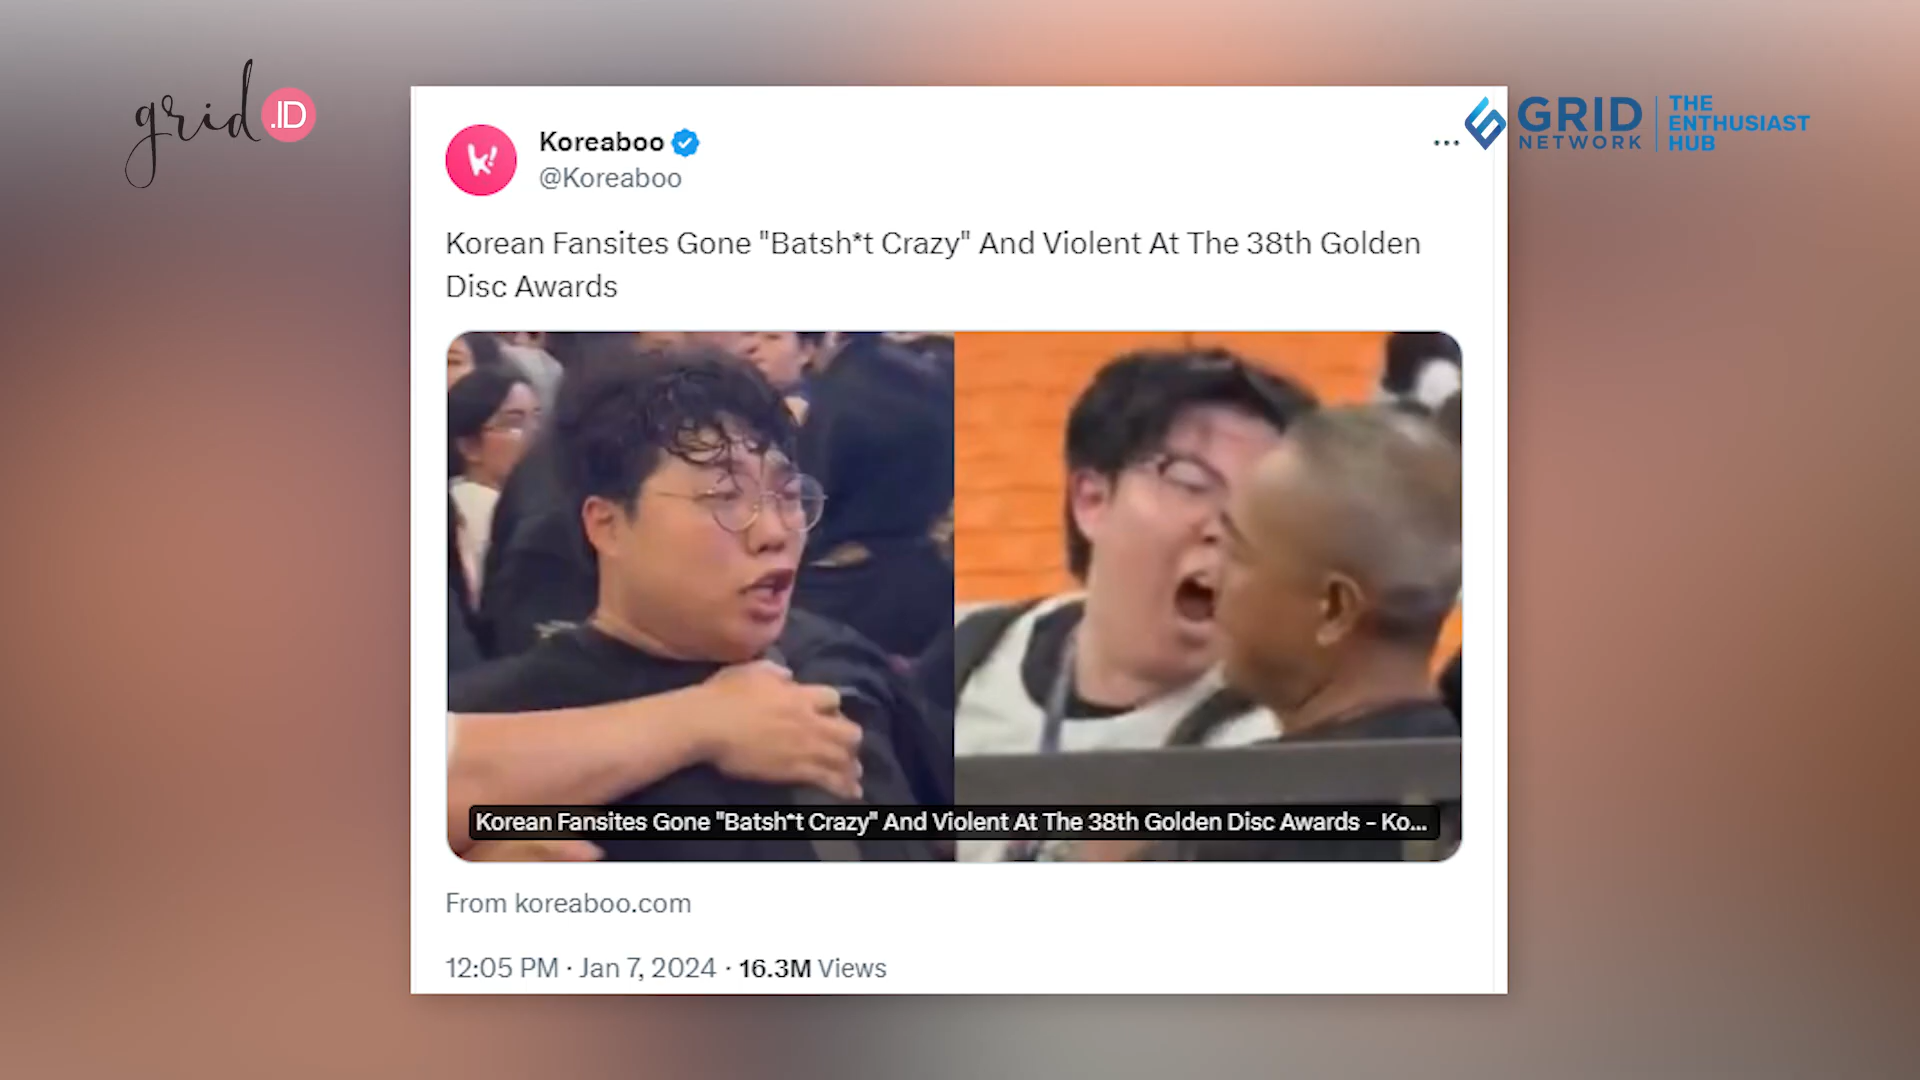 grid .ID
GRID NETWORK | THE ENTHUSIAST HUB
k!
Koreaboo
@Koreaboo
...
Korean Fansites Gone "Batsh*t Crazy" And Violent At The 38th Golden
Disc Awards
Korean Fansites Gone "Batsh*t Crazy" And Violent At The 38th Golden Disc Awards - Ko...
From koreaboo.com
12:05 PM · Jan 7, 2024 · 16.3M Views